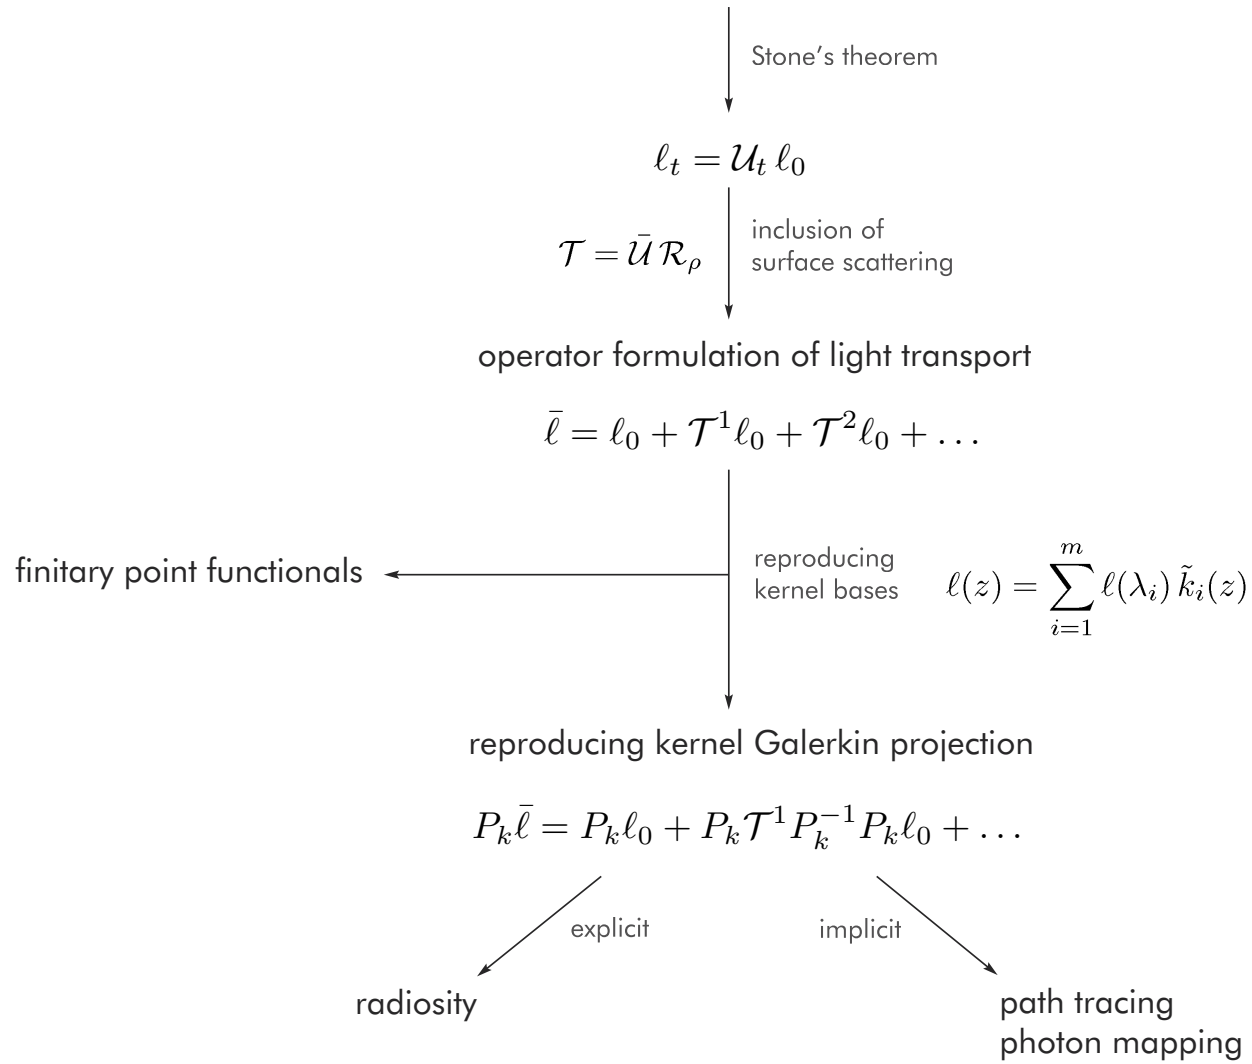 Stone's theorem
ℓ_t = 𝒰_t ℓ_0
𝒯 = 𝒰̄ ℛ_ρ
inclusion of
surface scattering
operator formulation of light transport
ℓ̄ = ℓ_0 + 𝒯^1 ℓ_0 + 𝒯^2 ℓ_0 + …
finitary point functionals
reproducing
kernel bases
ℓ(z) = ∑_{i=1}^{m} ℓ(λ_i) k̃_i(z)
reproducing kernel Galerkin projection
P_k ℓ̄ = P_k ℓ_0 + P_k 𝒯^1 P_k^{-1} P_k ℓ_0 + …
explicit
implicit
radiosity
path tracing
photon mapping